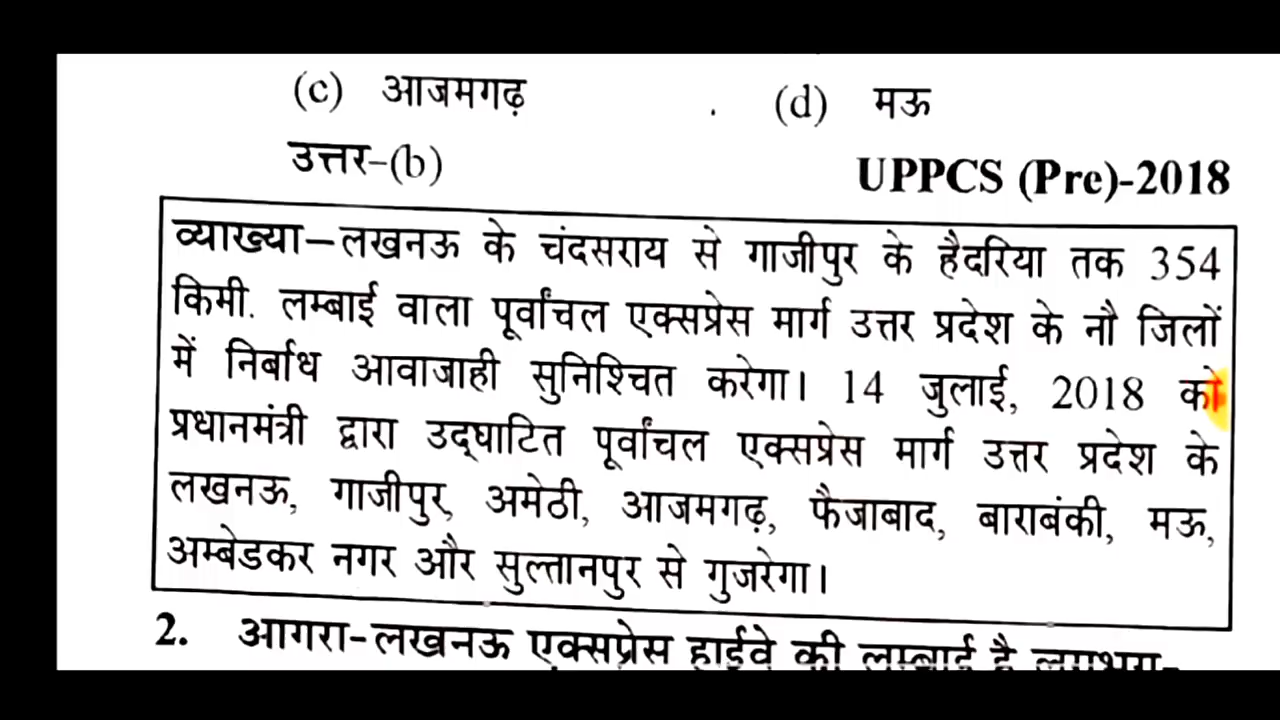 (c) आजमगढ़ (d) मऊ
उत्तर-(b) UPPCS (Pre)-2018
व्याख्या–लखनऊ के चंदसराय से गाजीपुर के हैदरिया तक 354
किमी. लम्बाई वाला पूर्वांचल एक्सप्रेस मार्ग उत्तर प्रदेश के नौ जिलों
में निर्बाध आवाजाही सुनिश्चित करेगा। 14 जुलाई, 2018 को
प्रधानमंत्री द्वारा उद्घाटित पूर्वांचल एक्सप्रेस मार्ग उत्तर प्रदेश के
लखनऊ, गाजीपुर, अमेठी, आजमगढ़, फैजाबाद, बाराबंकी, मऊ,
अम्बेडकर नगर और सुल्तानपुर से गुजरेगा।
2. आगरा-लखनऊ एक्सप्रेस हाईवे की लम्बाई है लगभग-